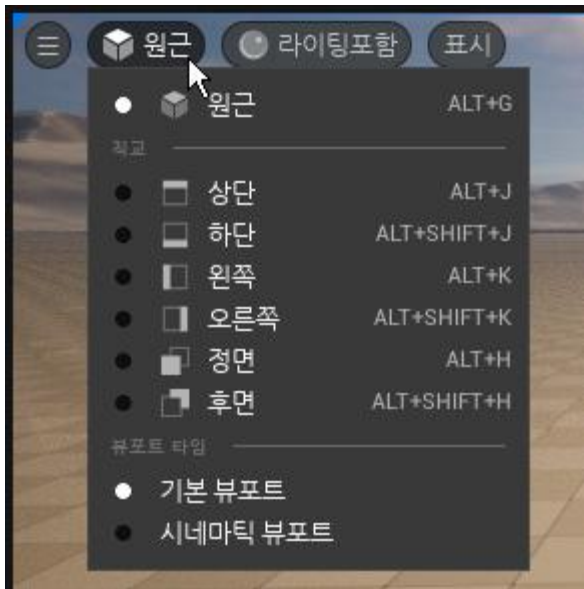 원근 라이팅포함 표시
원근 ALT+G
직교
상단 ALT+J
하단 ALT+SHIFT+J
왼쪽 ALT+K
오른쪽 ALT+SHIFT+K
정면 ALT+H
후면 ALT+SHIFT+H
뷰포트 타입
기본 뷰포트
시네마틱 뷰포트